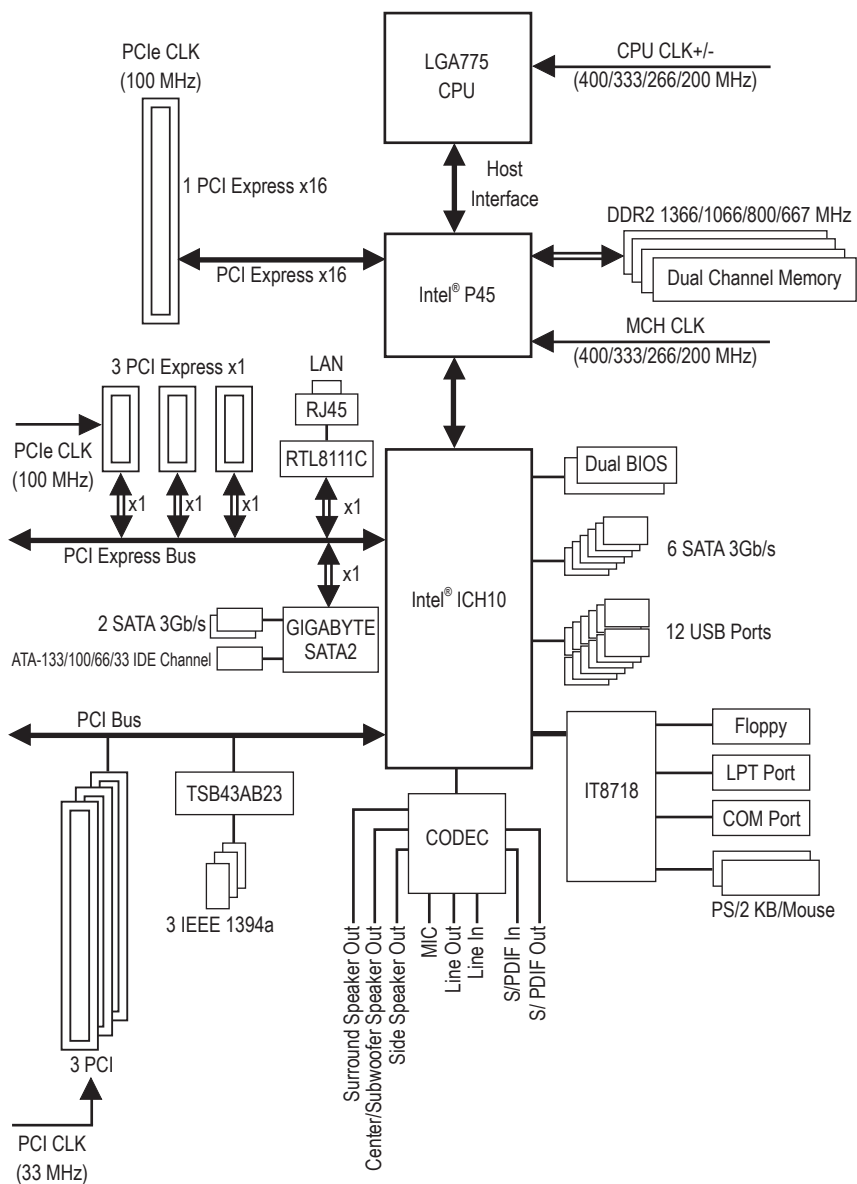 PCIe CLK
(100 MHz)
LGA775
CPU
CPU CLK+/-
(400/333/266/200 MHz)
1 PCI Express x16
Host
Interface
DDR2 1366/1066/800/667 MHz
PCI Express x16
Intel® P45
Dual Channel Memory
MCH CLK
(400/333/266/200 MHz)
3 PCI Express x1
LAN
RJ45
RTL8111C
PCIe CLK
(100 MHz)
x1
x1
x1
x1
PCI Express Bus
x1
Intel® ICH10
Dual BIOS
6 SATA 3Gb/s
12 USB Ports
2 SATA 3Gb/s
GIGABYTE
SATA2
ATA-133/100/66/33 IDE Channel
PCI Bus
TSB43AB23
3 IEEE 1394a
IT8718
Floppy
LPT Port
COM Port
PS/2 KB/Mouse
CODEC
Surround Speaker Out
Center/Subwoofer Speaker Out
Side Speaker Out
MIC
Line Out
Line In
S/PDIF In
S/ PDIF Out
3 PCI
PCI CLK
(33 MHz)